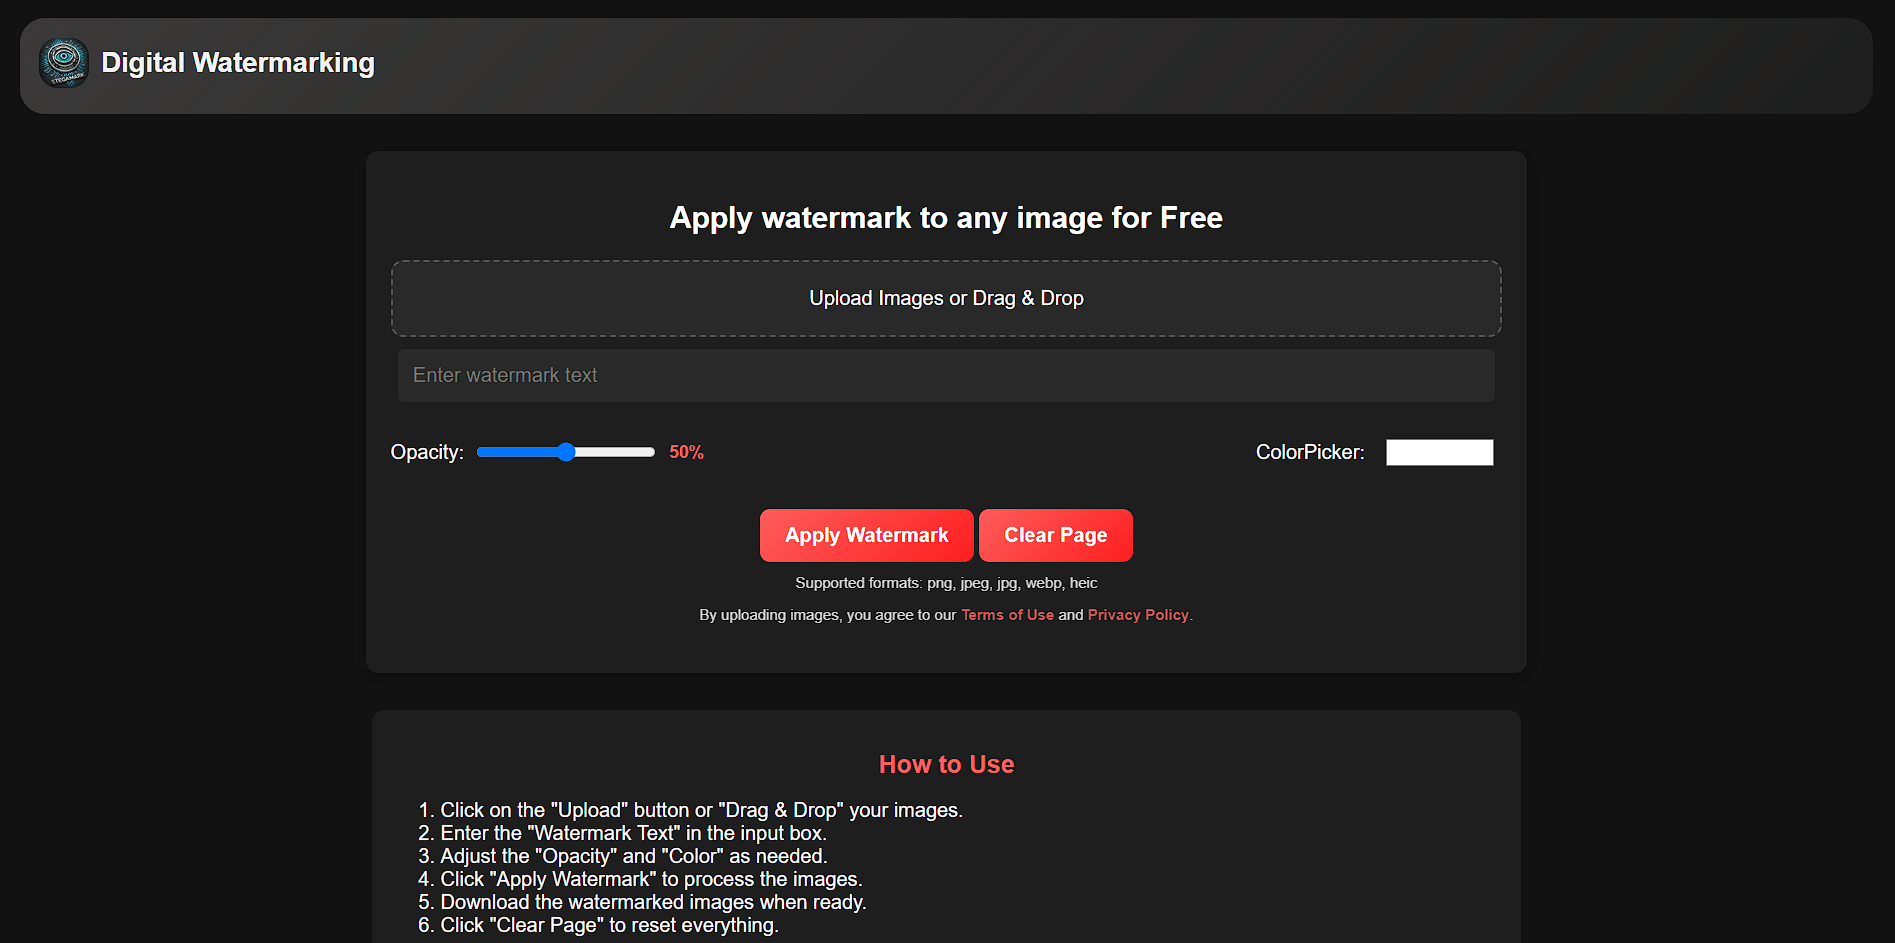 STEGAMARK
Digital Watermarking
Apply watermark to any image for Free
Upload Images or Drag & Drop
Enter watermark text
Opacity: 50% ColorPicker:
Apply Watermark Clear Page
Supported formats: png, jpeg, jpg, webp, heic
By uploading images, you agree to our Terms of Use and Privacy Policy.
How to Use
1. Click on the "Upload" button or "Drag & Drop" your images.
2. Enter the "Watermark Text" in the input box.
3. Adjust the "Opacity" and "Color" as needed.
4. Click "Apply Watermark" to process the images.
5. Download the watermarked images when ready.
6. Click "Clear Page" to reset everything.